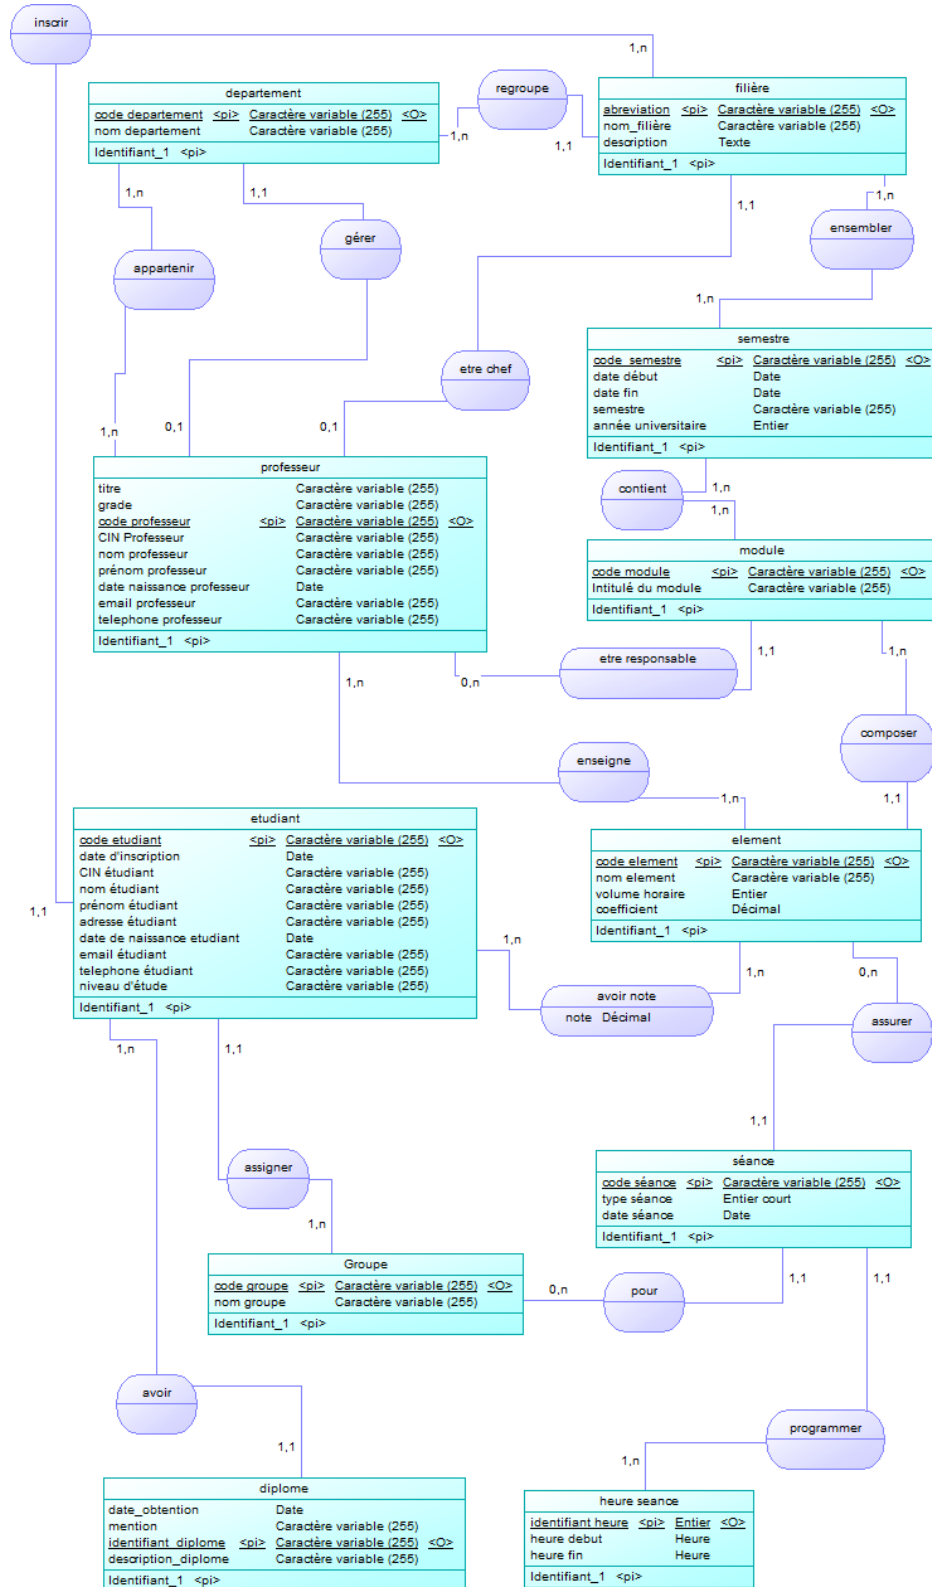 inscrir
1,n
departement
code departement <pi> Caractère variable (255) <O>
nom departement Caractère variable (255)
Identifiant_1 <pi>
regroupe
1,n
1,1
filière
abreviation <pi> Caractère variable (255) <O>
nom_filière Caractère variable (255)
description Texte
Identifiant_1 <pi>
1,n
1,1
1,1
1,n
gérer
ensembler
appartenir
1,n
semestre
code_semestre <pi> Caractère variable (255) <O>
date début Date
date fin Date
semestre Caractère variable (255)
année universitaire Entier
Identifiant_1 <pi>
etre chef
1,n
0,1
0,1
professeur
titre Caractère variable (255)
grade Caractère variable (255)
code professeur <pi> Caractère variable (255) <O>
CIN Professeur Caractère variable (255)
nom professeur Caractère variable (255)
prénom professeur Caractère variable (255)
date naissance professeur Date
email professeur Caractère variable (255)
telephone professeur Caractère variable (255)
Identifiant_1 <pi>
contient
1,n
1,n
module
code module <pi> Caractère variable (255) <O>
Intitulé du module Caractère variable (255)
Identifiant_1 <pi>
1,n
0,n
etre responsable
1,1
1,n
composer
enseigne
1,n
1,1
etudiant
code etudiant <pi> Caractère variable (255) <O>
date d'inscription Date
CIN étudiant Caractère variable (255)
nom étudiant Caractère variable (255)
prénom étudiant Caractère variable (255)
adresse étudiant Caractère variable (255)
date de naissance etudiant Date
email étudiant Caractère variable (255)
telephone étudiant Caractère variable (255)
niveau d'étude Caractère variable (255)
Identifiant_1 <pi>
1,1
element
code element <pi> Caractère variable (255) <O>
nom element Caractère variable (255)
volume horaire Entier
coefficient Décimal
Identifiant_1 <pi>
1,n
1,n
0,n
avoir note
note Décimal
assurer
1,n
1,1
1,1
assigner
1,n
séance
code séance <pi> Caractère variable (255) <O>
type séance Entier court
date séance Date
Identifiant_1 <pi>
Groupe
code groupe <pi> Caractère variable (255) <O>
nom groupe Caractère variable (255)
Identifiant_1 <pi>
0,n
pour
1,1
1,1
avoir
1,1
programmer
1,n
diplome
date_obtention Date
mention Caractère variable (255)
identifiant_diplome <pi> Caractère variable (255) <O>
description_diplome Caractère variable (255)
Identifiant_1 <pi>
heure seance
identifiant heure <pi> Entier <O>
heure debut Heure
heure fin Heure
Identifiant_1 <pi>